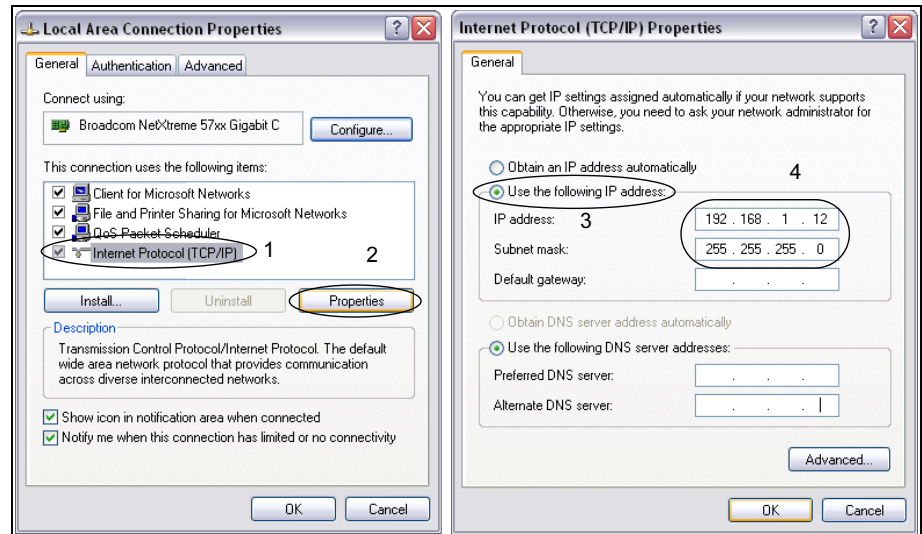 Local Area Connection Properties
General Authentication Advanced
Connect using:
Broadcom NetXtreme 57xx Gigabit C
Configure...
This connection uses the following items:
Client for Microsoft Networks
File and Printer Sharing for Microsoft Networks
QoS Packet Scheduler
Internet Protocol (TCP/IP) 1
2
Install... Uninstall Properties
Description
Transmission Control Protocol/Internet Protocol. The default
wide area network protocol that provides communication
across diverse interconnected networks.
Show icon in notification area when connected
Notify me when this connection has limited or no connectivity
OK Cancel
Internet Protocol (TCP/IP) Properties
General
You can get IP settings assigned automatically if your network supports
this capability. Otherwise, you need to ask your network administrator for
the appropriate IP settings.
Obtain an IP address automatically
4
Use the following IP address:
IP address: 3 192 . 168 . 1 . 12
Subnet mask: 255 . 255 . 255 . 0
Default gateway: . . .
Obtain DNS server address automatically
Use the following DNS server addresses:
Preferred DNS server: . . .
Alternate DNS server: . . .
Advanced...
OK Cancel